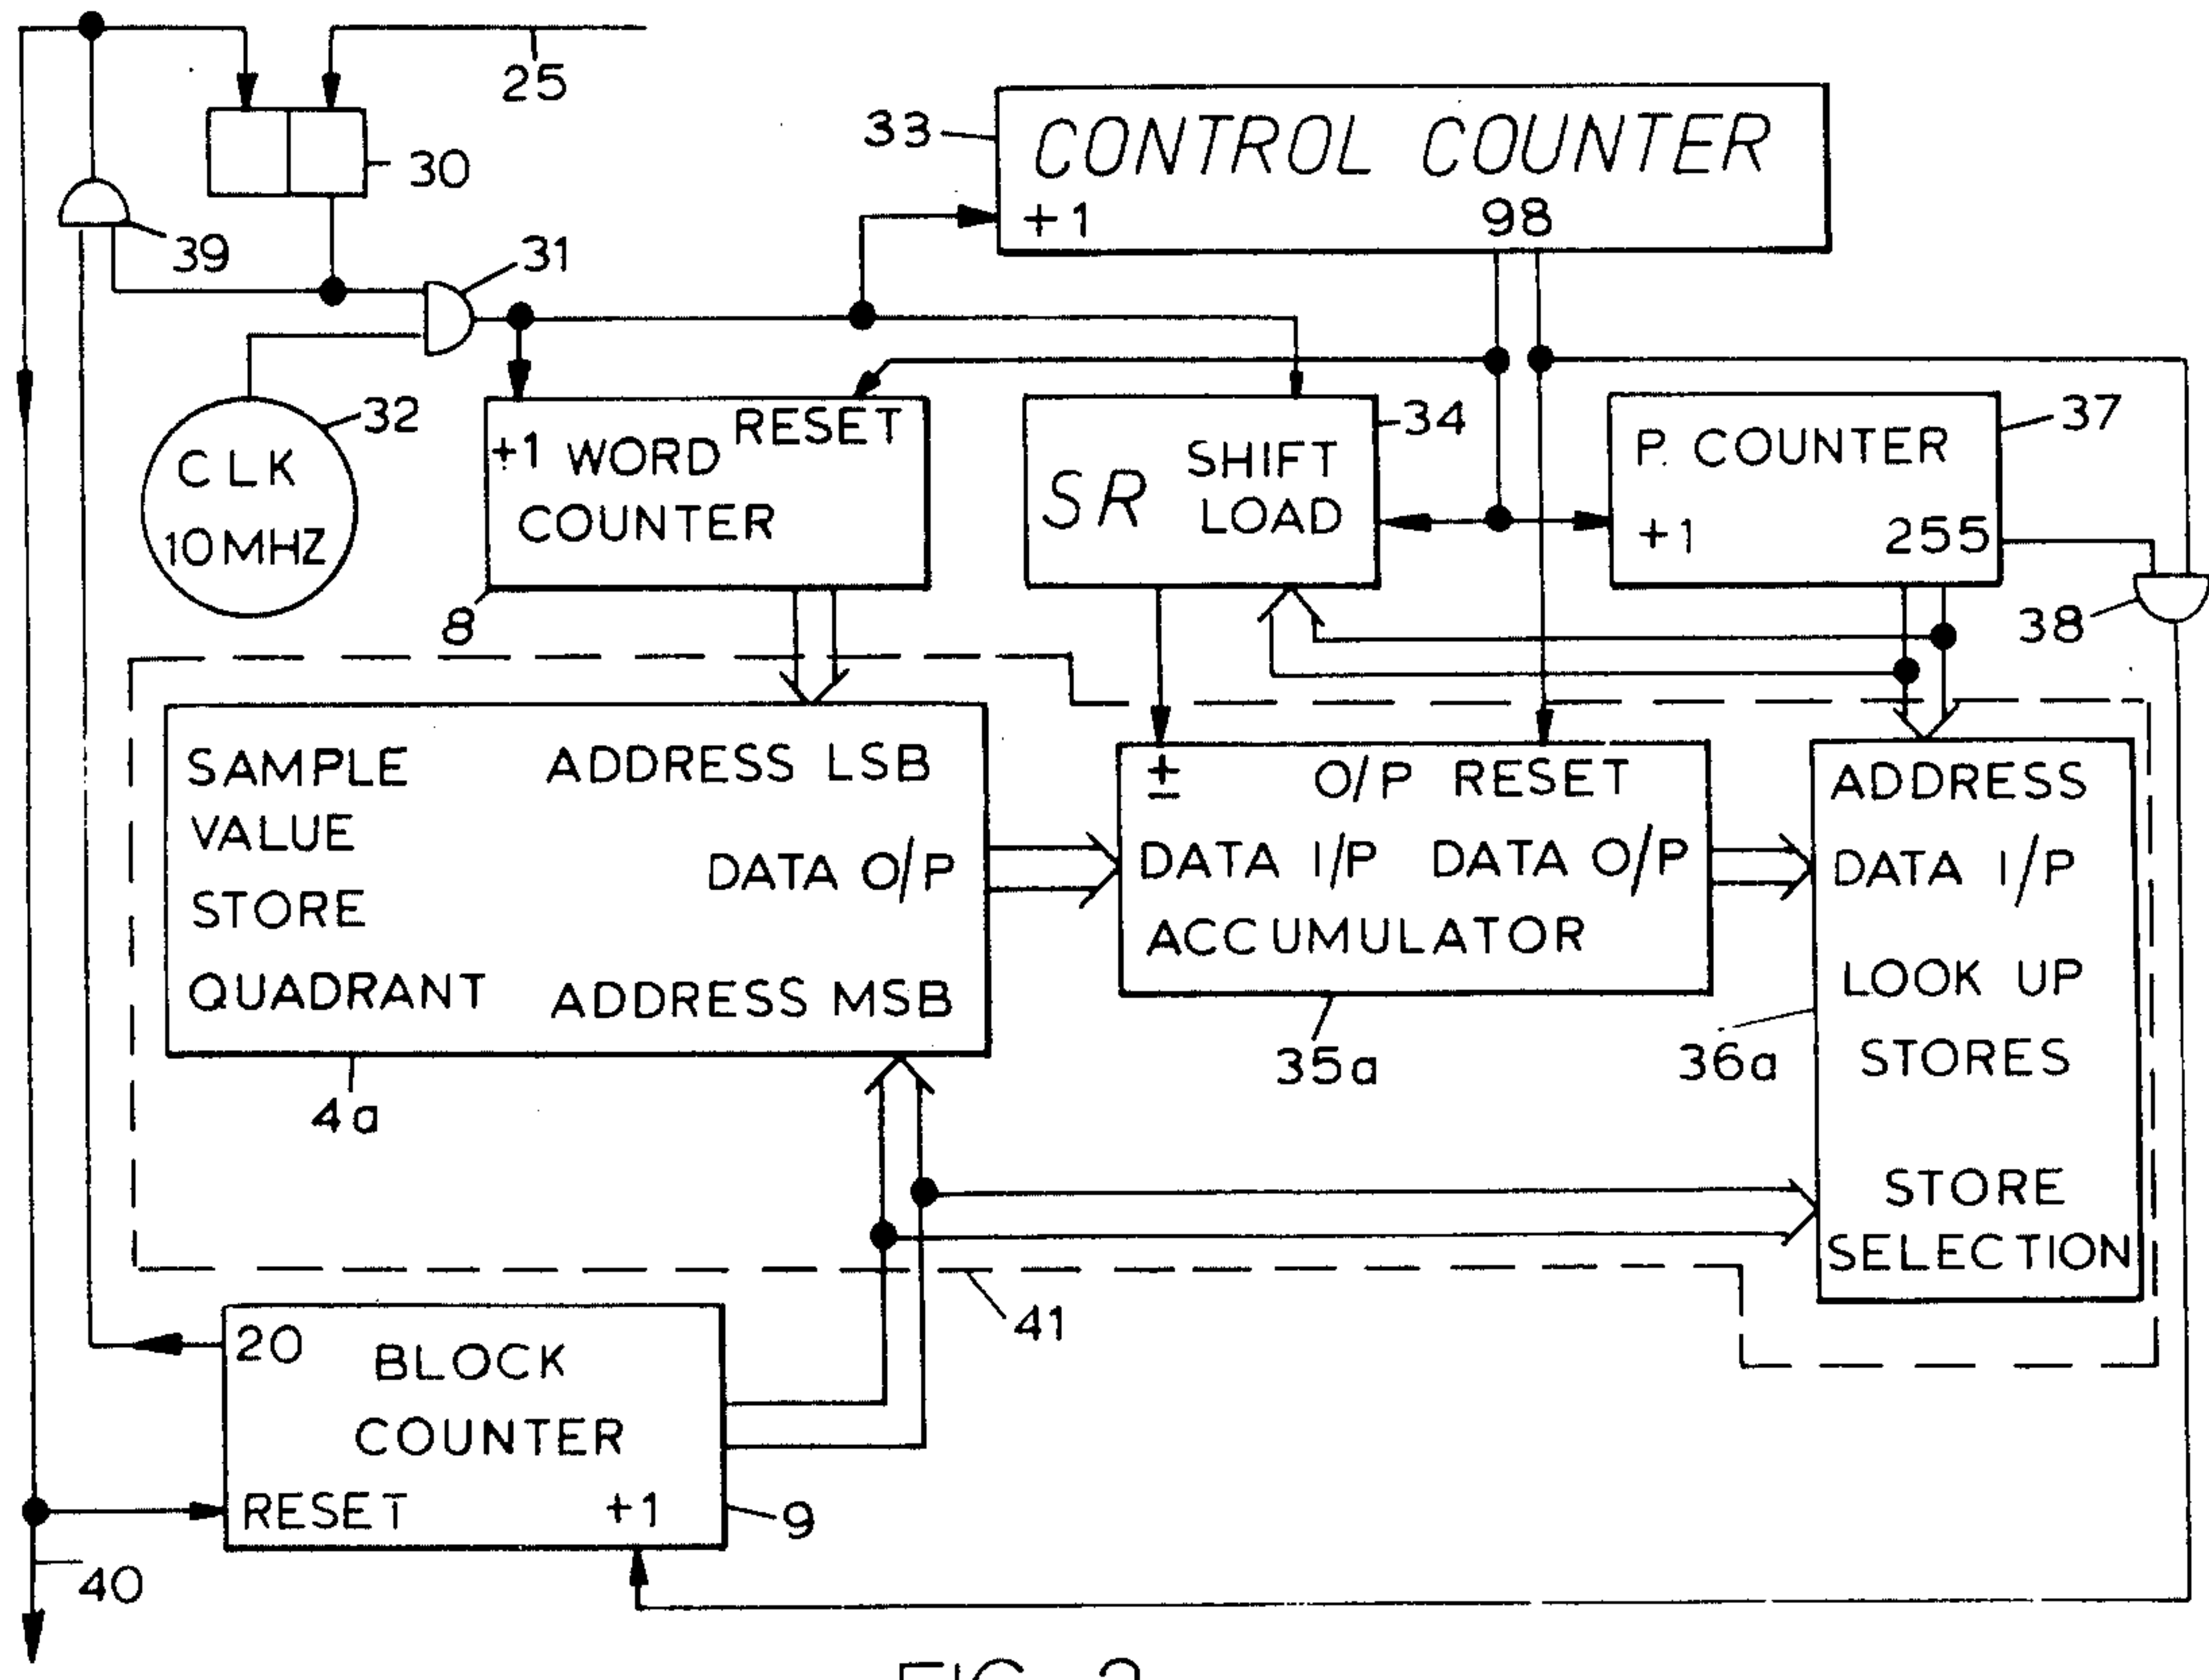 25
33
CONTROL COUNTER
+1 98
30
39
31
CLK
10MHZ
32
+1 WORD RESET
COUNTER
8
SR SHIFT
LOAD
34
P. COUNTER
+1 255
37
38
SAMPLE
VALUE
STORE
QUADRANT
ADDRESS LSB
DATA O/P
ADDRESS MSB
4a
± O/P RESET
DATA I/P DATA O/P
ACCUMULATOR
35a
ADDRESS
DATA I/P
LOOK UP
STORES
STORE
SELECTION
36a
41
20
BLOCK
COUNTER
RESET +1
9
40